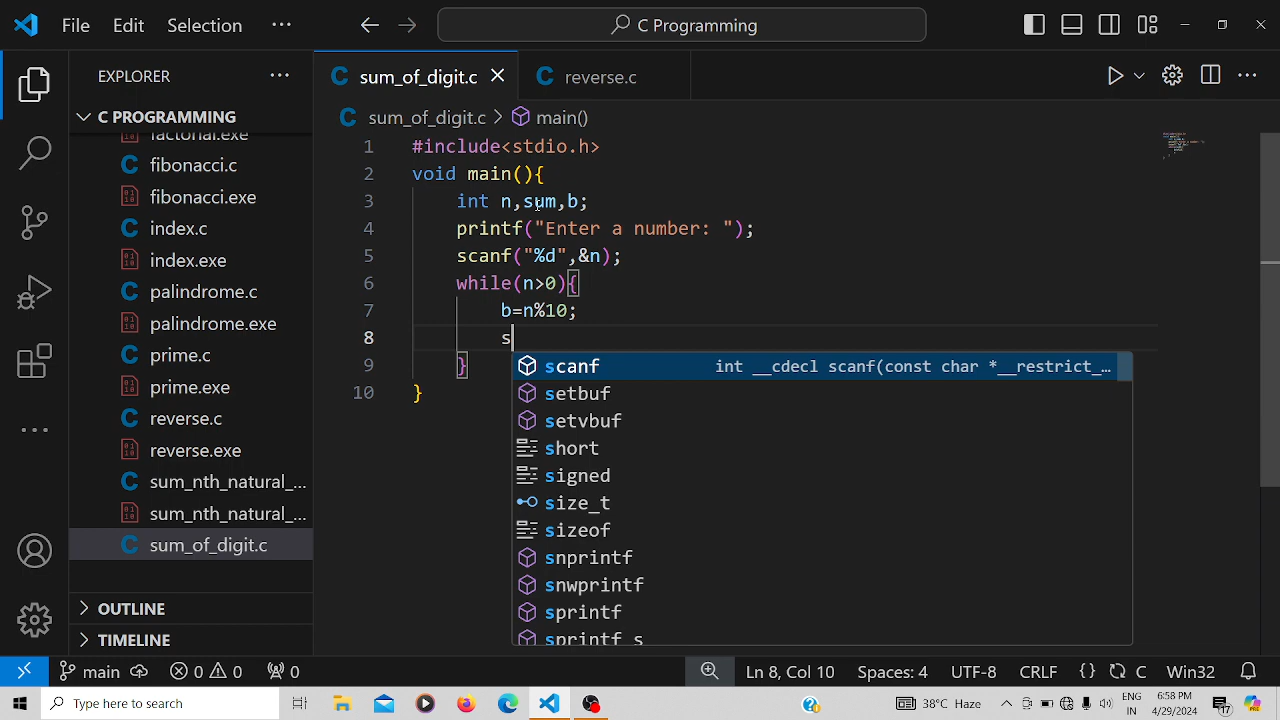 File Edit Selection ··· C Programming
EXPLORER ···
C PROGRAMMING
factorial.exe
fibonacci.c
fibonacci.exe
index.c
index.exe
palindrome.c
palindrome.exe
prime.c
prime.exe
reverse.c
reverse.exe
sum_nth_natural_...
sum_nth_natural_...
sum_of_digit.c
OUTLINE
TIMELINE
sum_of_digit.c reverse.c
sum_of_digit.c > main()
1 #include<stdio.h>
2 void main(){
3 int n,sum,b;
4 printf("Enter a number: ");
5 scanf("%d",&n);
6 while(n>0){
7 b=n%10;
8 s
9 }
10 }
scanf int __cdecl scanf(const char *__restrict_...
setbuf
setvbuf
short
signed
size_t
sizeof
snprintf
snwprintf
sprintf
sprintf_s
main 0 0 0 Ln 8, Col 10 Spaces: 4 UTF-8 CRLF {} C Win32
Type here to search 38°C Haze ENG IN 6:58 PM 4/29/2024 7